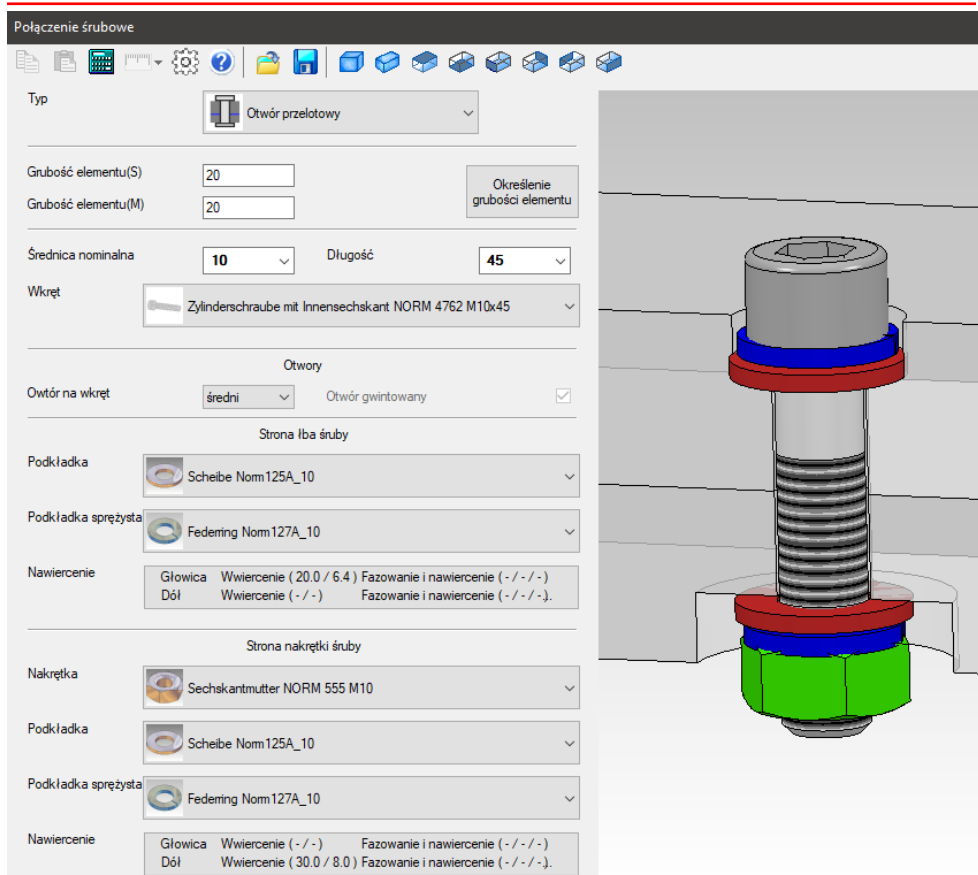 Połączenie śrubowe
Typ
Otwór przelotowy
Grubość elementu(S)
20
Określenie
grubości elementu
Grubość elementu(M)
20
Średnica nominalna
10
Długość
45
Wkręt
Zylinderschraube mit Innensechskant NORM 4762 M10x45
Otwory
Owtór na wkręt
średni
Otwór gwintowany
Strona łba śruby
Podkładka
Scheibe Norm125A_10
Podkładka sprężysta
Federring Norm127A_10
Nawiercenie
Głowica Wwiercenie ( 20.0 / 6.4 ) Fazowanie i nawiercenie ( - / - / - )
Dół Wwiercenie ( - / - ) Fazowanie i nawiercenie ( - / - / - ).
Strona nakrętki śruby
Nakrętka
Sechskantmutter NORM 555 M10
Podkładka
Scheibe Norm125A_10
Podkładka sprężysta
Federring Norm127A_10
Nawiercenie
Głowica Wwiercenie ( - / - ) Fazowanie i nawiercenie ( - / - / - )
Dół Wwiercenie ( 30.0 / 8.0 ) Fazowanie i nawiercenie ( - / - / - ).